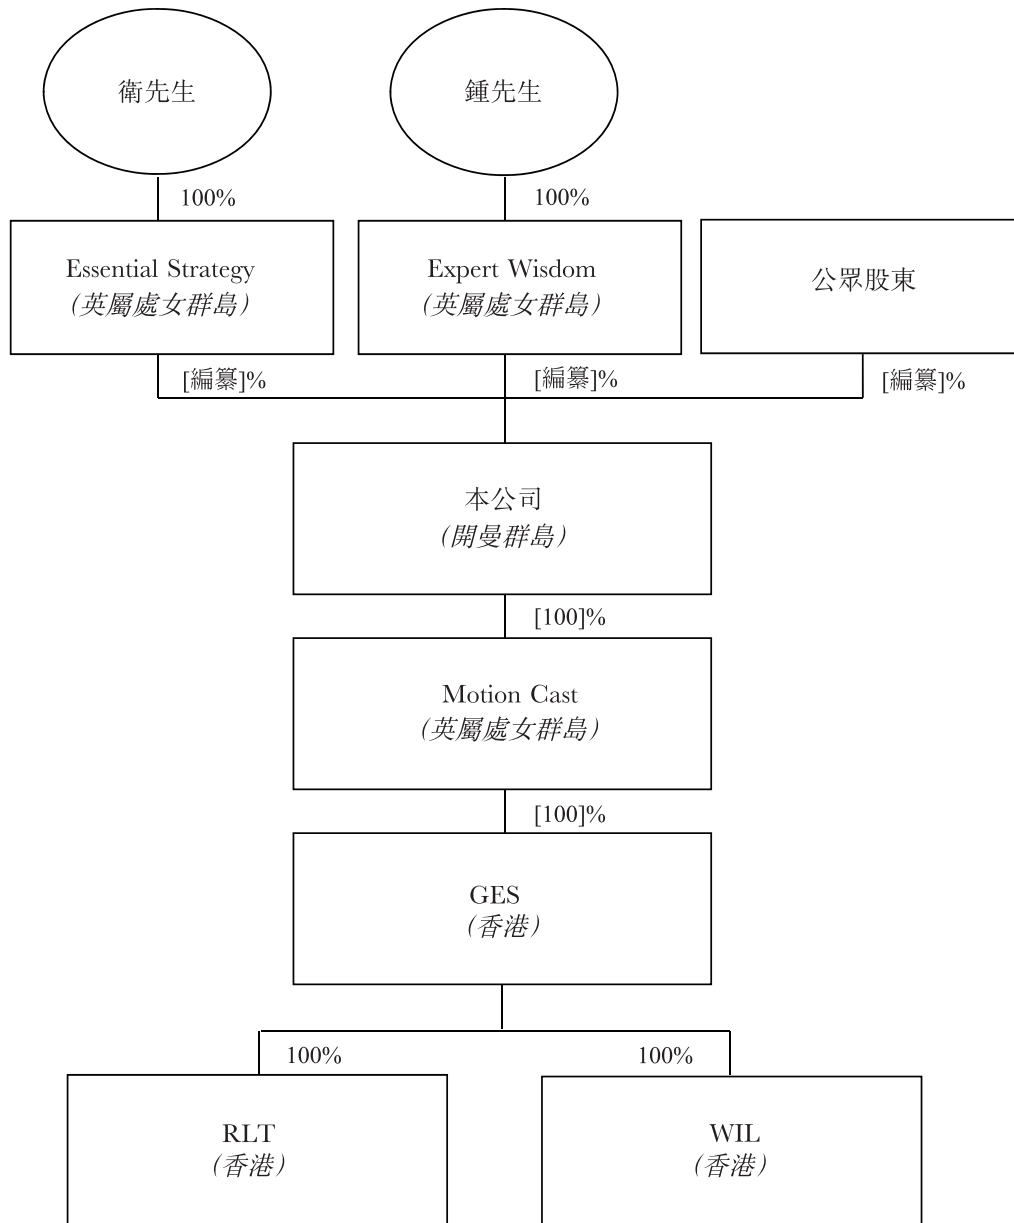 衛先生
鍾先生
100%
100%
Essential Strategy
(英屬處女群島)
Expert Wisdom
(英屬處女群島)
公眾股東
[編纂]%
[編纂]%
[編纂]%
本公司
(開曼群島)
[100]%
Motion Cast
(英屬處女群島)
[100]%
GES
(香港)
100%
100%
RLT
(香港)
WIL
(香港)